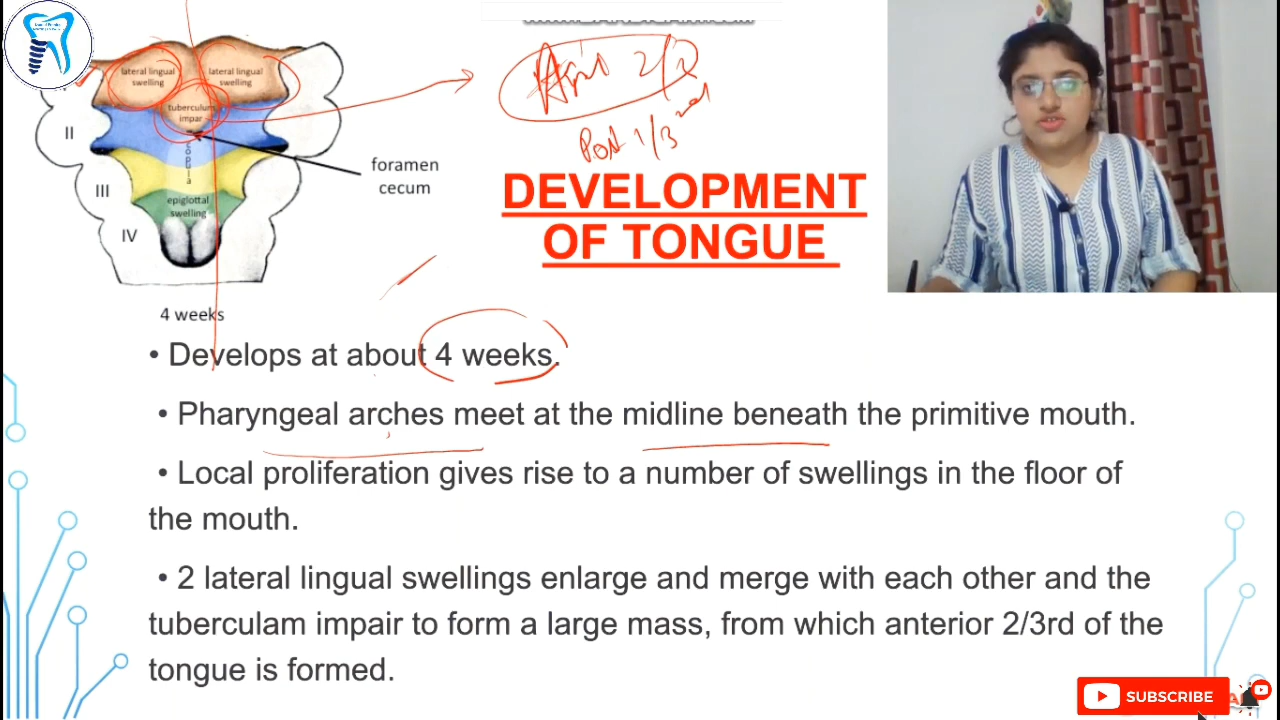 lateral lingual
swelling
lateral lingual
swelling
tuberculum
impar
II
copula
foramen
cecum
III
epiglottal
swelling
IV
4 weeks
2/3
Post 1/3
DEVELOPMENT
OF TONGUE
• Develops at about 4 weeks.
• Pharyngeal arches meet at the midline beneath the primitive mouth.
• Local proliferation gives rise to a number of swellings in the floor of
the mouth.
• 2 lateral lingual swellings enlarge and merge with each other and the
tuberculam impair to form a large mass, from which anterior 2/3rd of the
tongue is formed.
SUBSCRIBE